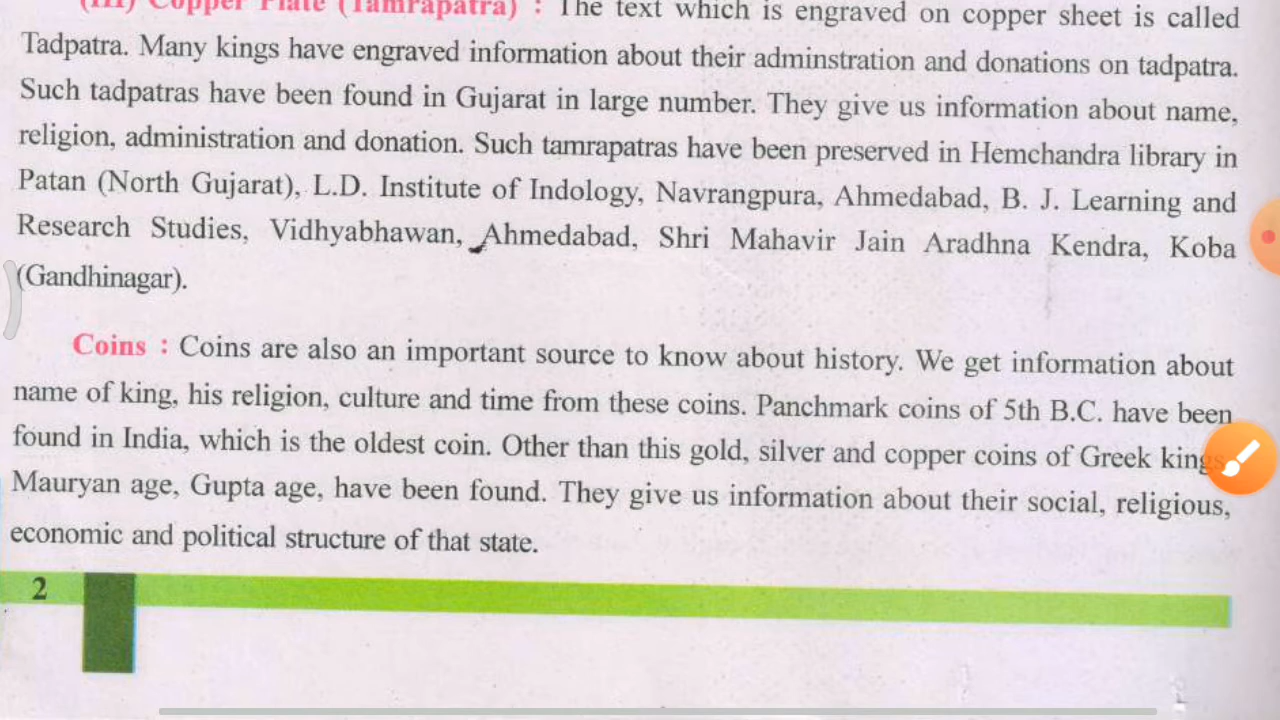 (III) Copper Plate (Tamrapatra) : The text which is engraved on copper sheet is called
Tadpatra. Many kings have engraved information about their adminstration and donations on tadpatra.
Such tadpatras have been found in Gujarat in large number. They give us information about name,
religion, administration and donation. Such tamrapatras have been preserved in Hemchandra library in
Patan (North Gujarat), L.D. Institute of Indology, Navrangpura, Ahmedabad, B. J. Learning and
Research Studies, Vidhyabhawan, Ahmedabad, Shri Mahavir Jain Aradhna Kendra, Koba
(Gandhinagar).
Coins : Coins are also an important source to know about history. We get information about
name of king, his religion, culture and time from these coins. Panchmark coins of 5th B.C. have been
found in India, which is the oldest coin. Other than this gold, silver and copper coins of Greek kings,
Mauryan age, Gupta age, have been found. They give us information about their social, religious,
economic and political structure of that state.
2